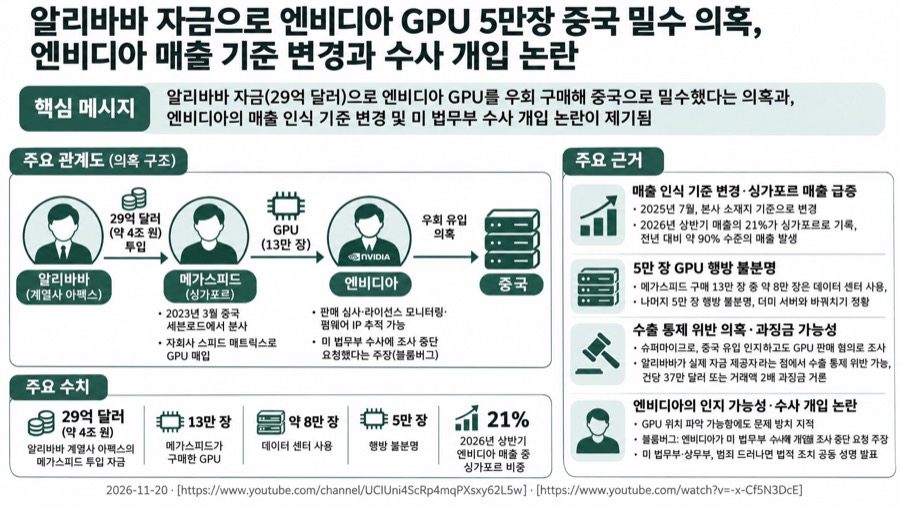 알리바바 자금으로 엔비디아 GPU 5만장 중국 밀수 의혹,
엔비디아 매출 기준 변경과 수사 개입 논란
핵심 메시지
알리바바 자금(29억 달러)으로 엔비디아 GPU를 우회 구매해 중국으로 밀수했다는 의혹과,
엔비디아의 매출 인식 기준 변경 및 미 법무부 수사 개입 논란이 제기됨
주요 관계도 (의혹 구조)
29억 달러
(약 4조 원)
투입
GPU
(13만 장)
우회 유입
의혹
NVIDIA
알리바바
(계열사 아팩스)
메가스피드
(싱가포르)
엔비디아
중국
• 2023년 3월 중국
세븐로드에서 분사
• 자회사 스피드 매트릭스로
GPU 매입
• 판매 심사·라이선스 모니터링·
펌웨어 IP 추적 가능
• 미 법무부 수사에 조사 중단
요청했다는 주장(블룸버그)
주요 수치
29억 달러
(약 4조 원)
알리바바 계열사 아팩스의
메가스피드 투입 자금
13만 장
메가스피드가
구매한 GPU
약 8만 장
데이터 센터 사용
5만 장
행방 불분명
21%
2026년 상반기
엔비디아 매출 중
싱가포르 비중
주요 근거
매출 인식 기준 변경·싱가포르 매출 급증
• 2025년 7월, 본사 소재지 기준으로 변경
• 2026년 상반기 매출의 21%가 싱가포르로 기록,
전년 대비 약 90% 수준의 매출 발생
5만 장 GPU 행방 불분명
• 메가스피드 구매 13만 장 중 약 8만 장은 데이터 센터 사용,
• 나머지 5만 장 행방 불분명, 더미 서버와 바꿔치기 정황
수출 통제 위반 의혹·과징금 가능성
• 슈퍼마이크로, 중국 유입 인지하고도 GPU 판매 혐의로 조사
• 알리바바가 실제 자금 제공자라는 점에서 수출 통제 위반 가능,
건당 37만 달러 또는 거래액 2배 과징금 거론
엔비디아의 인지 가능성·수사 개입 논란
• GPU 위치 파악 가능함에도 문제 방치 지적
• 블룸버그: 엔비디아가 미 법무부 조사 중단 요청 주장
• 미 법무부·상무부, 범죄 드러나면 법적 조치 공동 성명 발표
2026-11-20 · [https://www.youtube.com/channel/UCIUni4ScRp4mqPXsxy62L5w] · [https://www.youtube.com/watch?v=-x-Cf5N3DcE]